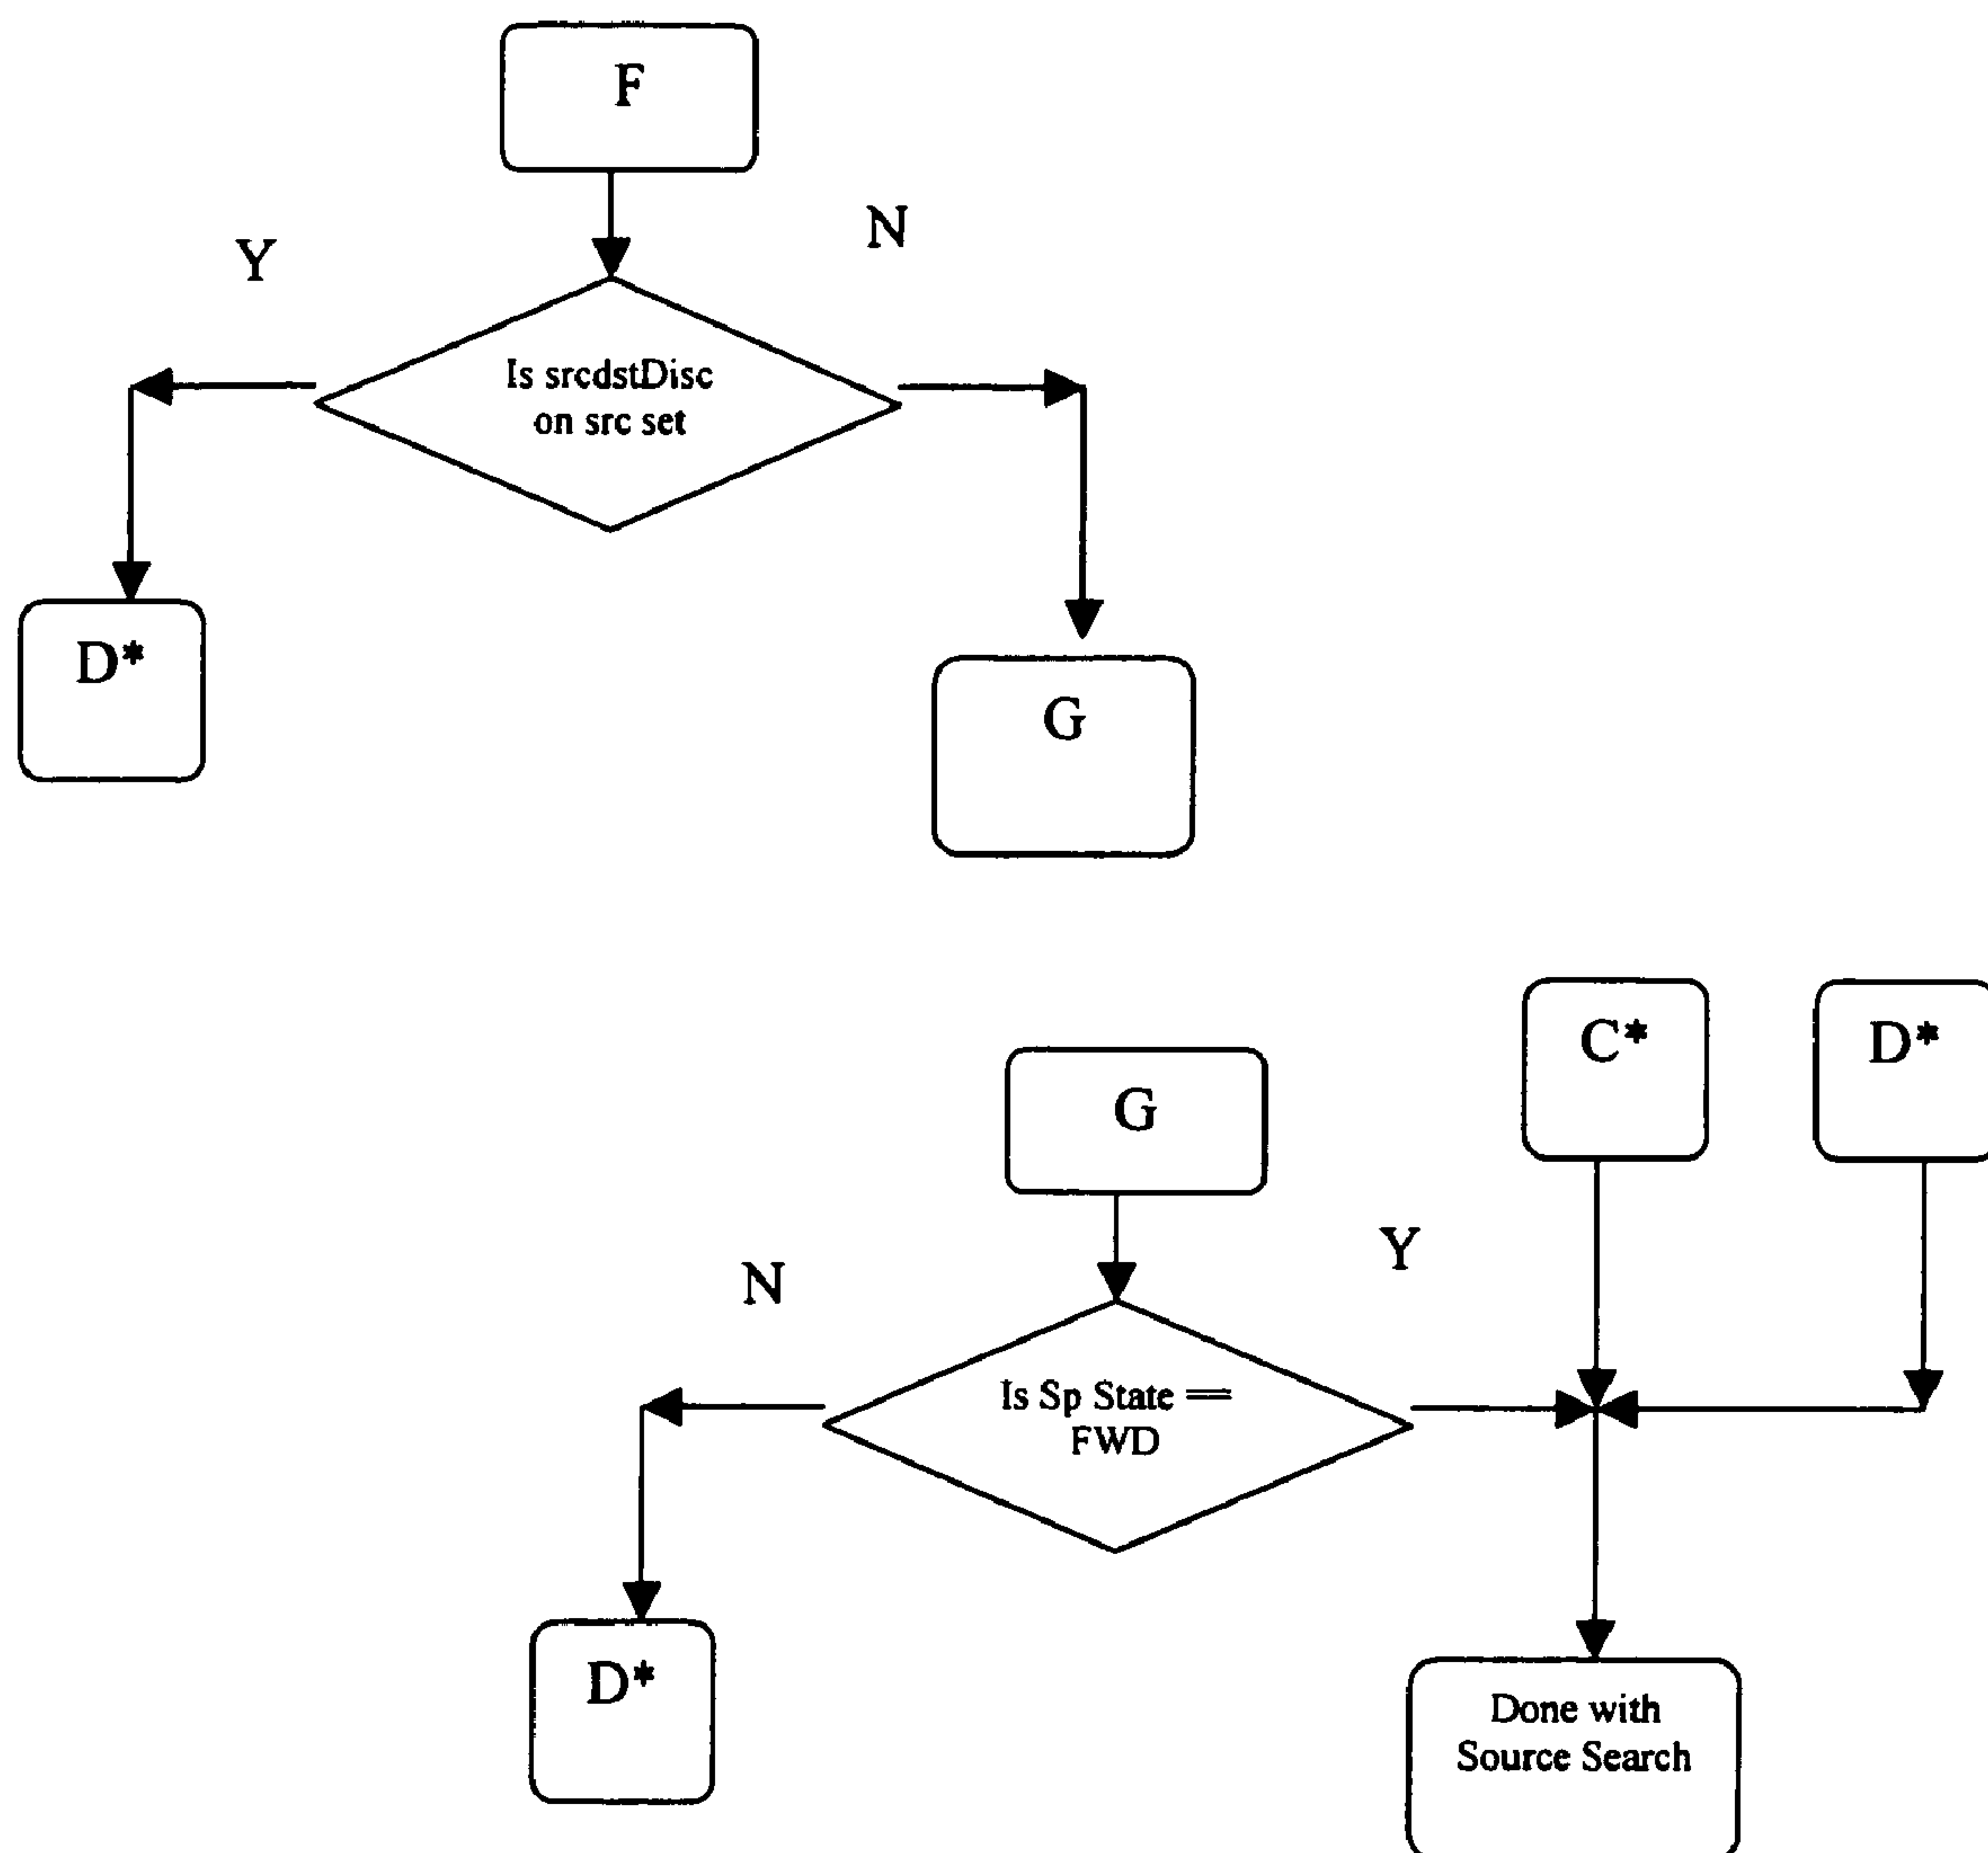 F
Y
N
Is srcdstDisc
on src set
D*
G
C*
D*
G
N
Y
Is Sp State ==
FWD
D*
Done with
Source Search